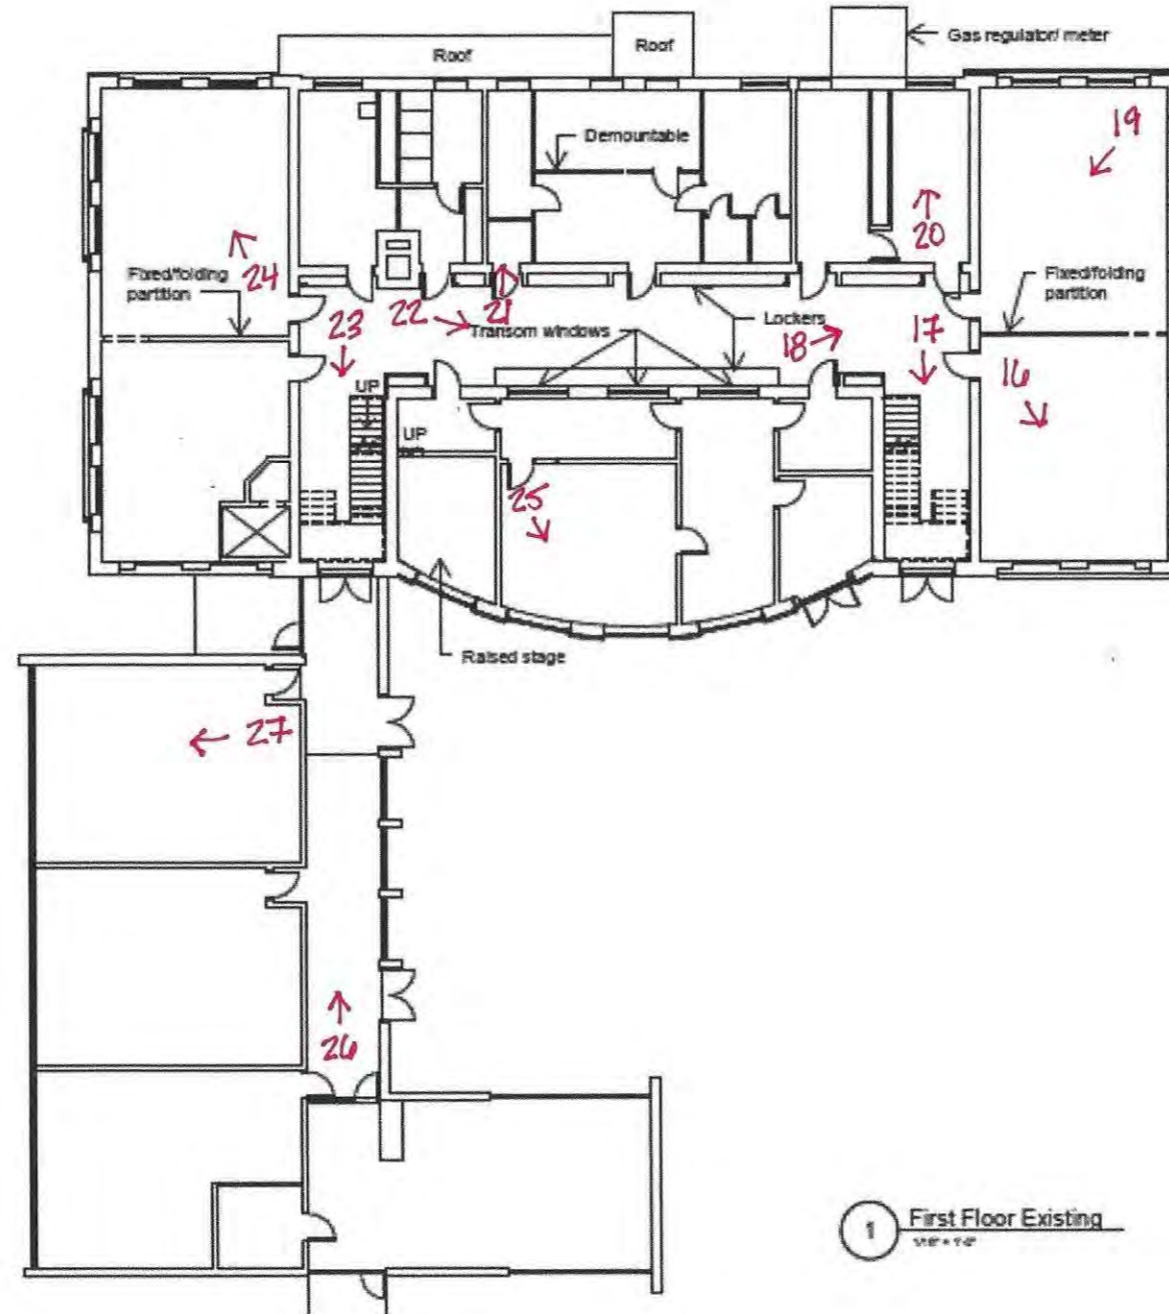 Roof
Roof
Gas regulator/ meter
Demountable
19
20
24
Fixed/folding
partition
Fixed/folding
partition
23
22
21
Transom windows
Lockers
18
17
16
UP
UP
25
Raised stage
27
26
1
First Floor Existing